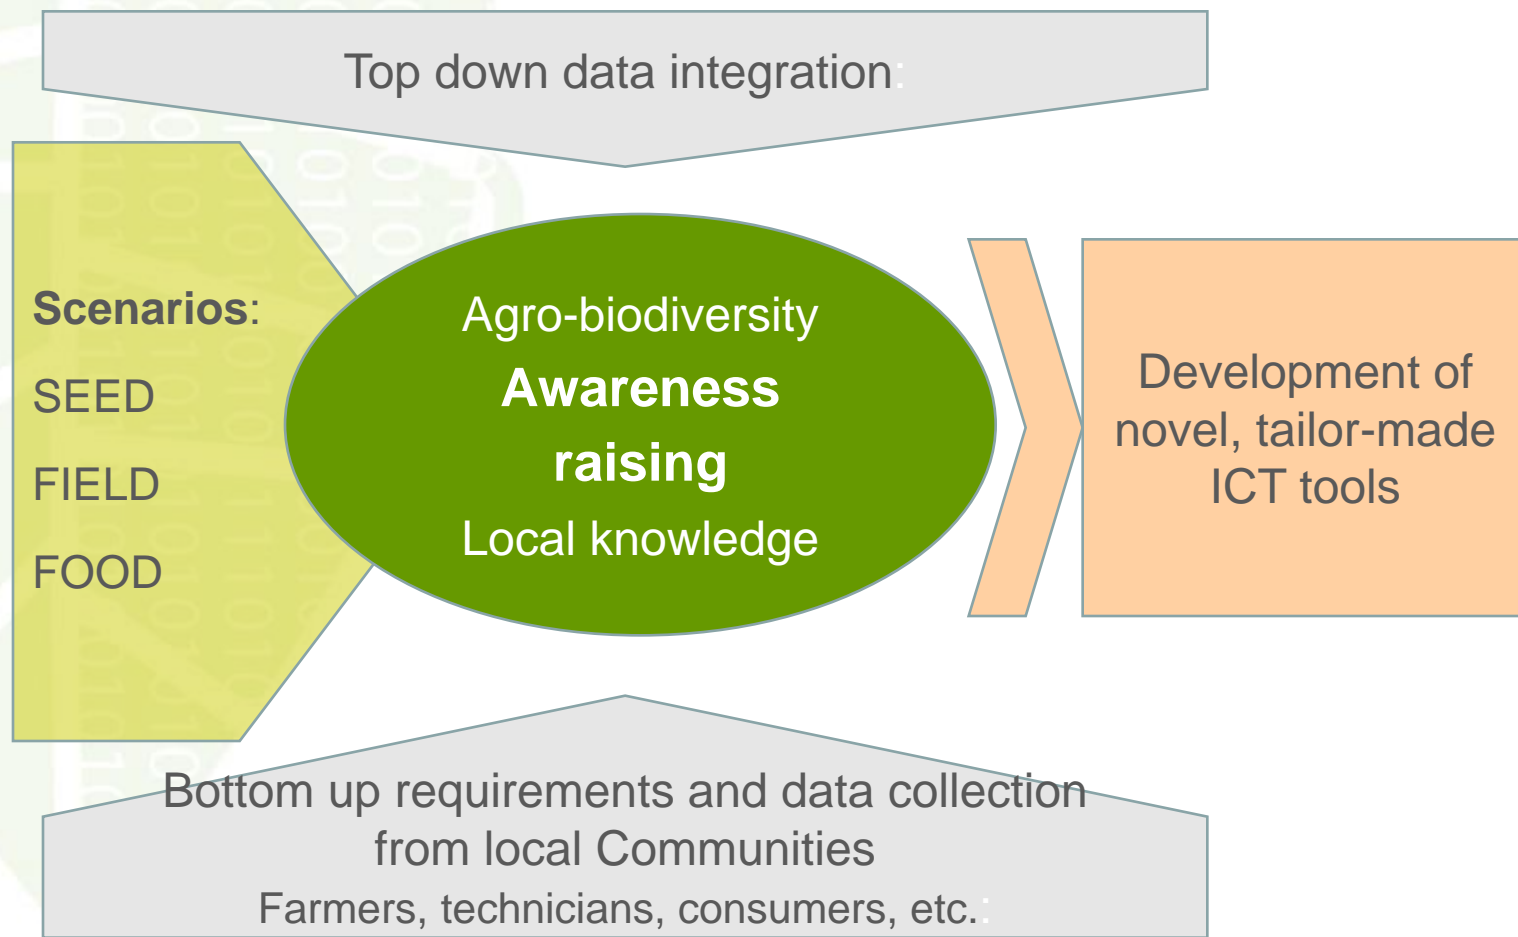 Top down data integration:
Scenarios:
SEED
FIELD
FOOD
Agro-biodiversity
Awareness
raising
Local knowledge
Development of
novel, tailor-made
ICT tools
Bottom up requirements and data collection
from local Communities
Farmers, technicians, consumers, etc.: